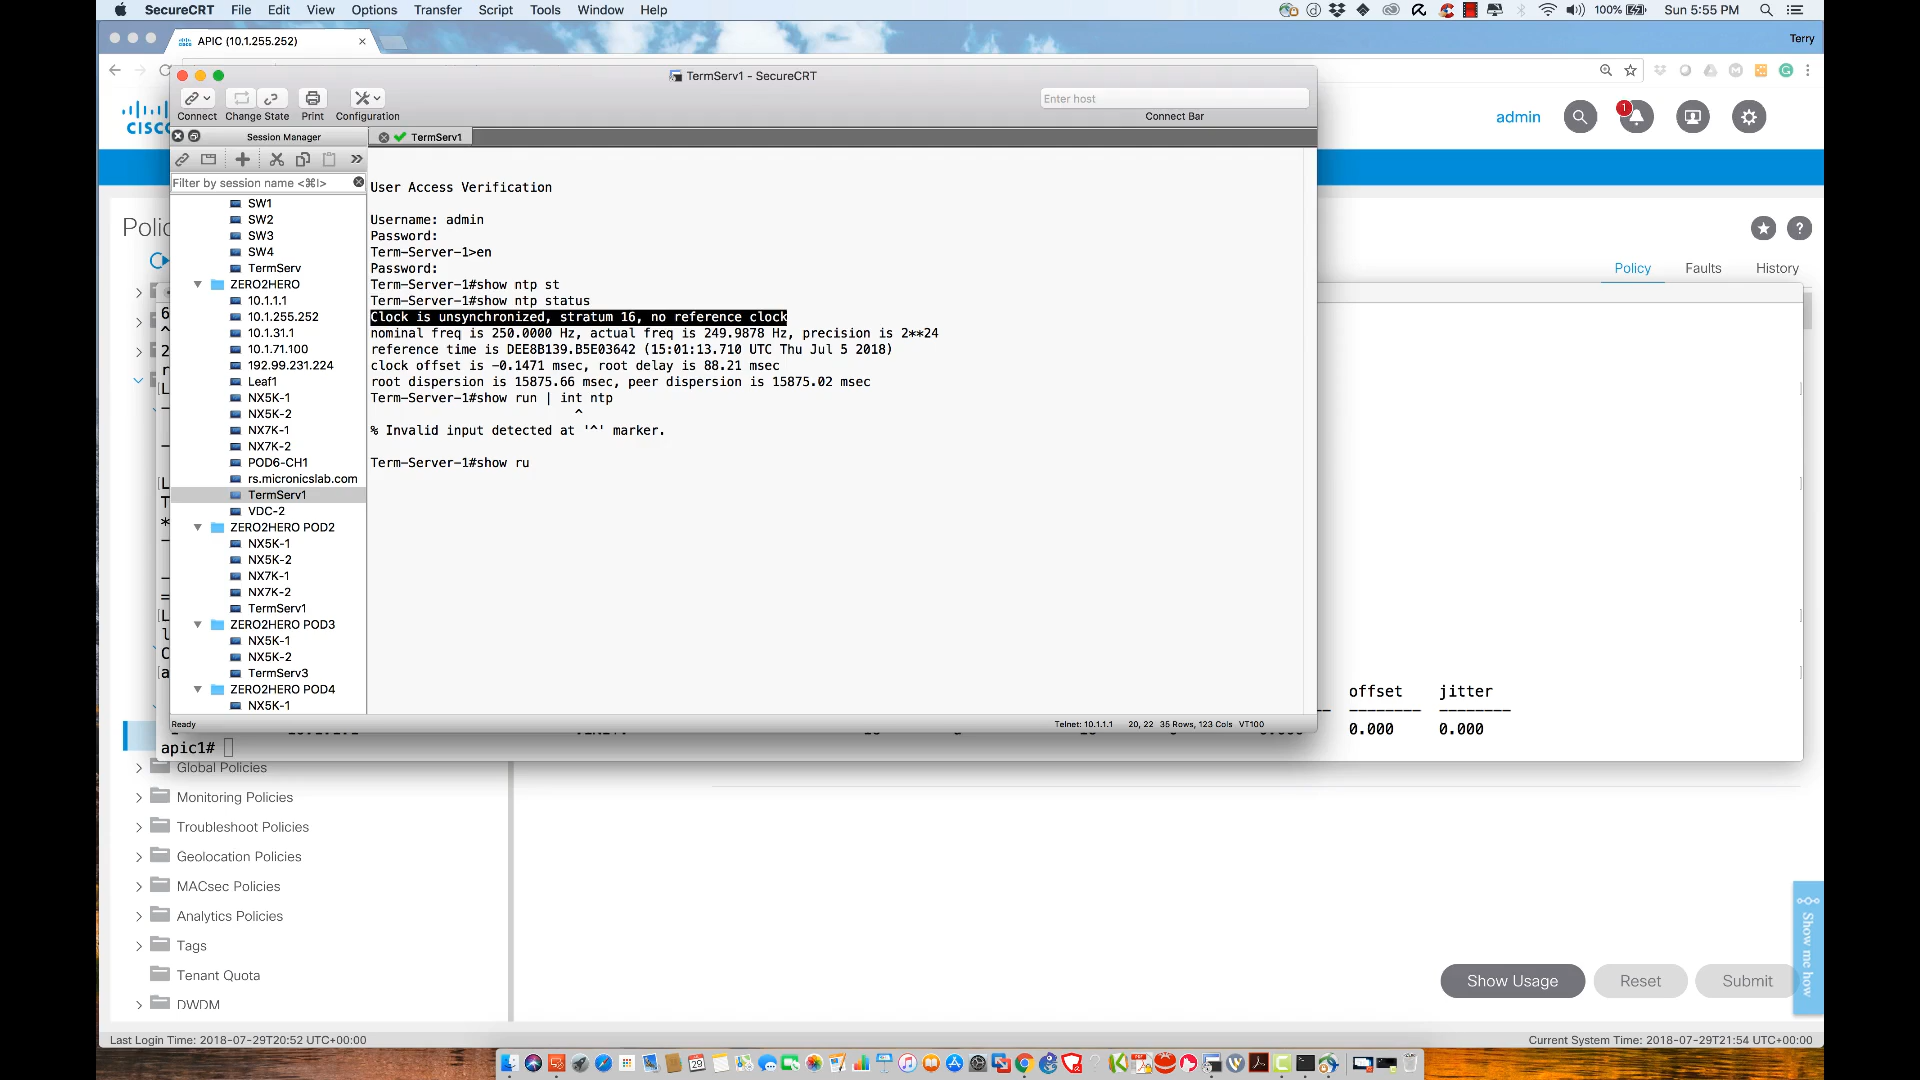 SecureCRT File Edit View Options Transfer Script Tools Window Help 100% Sun 5:55 PM
APIC (10.1.255.252) Terry
TermServ1 - SecureCRT
Enter host
Connect Change State Print Configuration Connect Bar
cisco admin 1
Session Manager TermServ1
Filter by session name <⌘I>
SW1
SW2
SW3
SW4
TermServ
ZERO2HERO
10.1.1.1
10.1.255.252
10.1.31.1
10.1.71.100
192.99.231.224
Leaf1
NX5K-1
NX5K-2
NX7K-1
NX7K-2
POD6-CH1
rs.micronicslab.com
TermServ1
VDC-2
ZERO2HERO POD2
NX5K-1
NX5K-2
NX7K-1
NX7K-2
TermServ1
ZERO2HERO POD3
NX5K-1
NX5K-2
TermServ3
ZERO2HERO POD4
NX5K-1
User Access Verification
Username: admin
Password:
Term-Server-1>en
Password:
Term-Server-1#show ntp st
Term-Server-1#show ntp status
Clock is unsynchronized, stratum 16, no reference clock
nominal freq is 250.0000 Hz, actual freq is 249.9878 Hz, precision is 2**24
reference time is DEE8B139.B5E03642 (15:01:13.710 UTC Thu Jul 5 2018)
clock offset is -0.1471 msec, root delay is 88.21 msec
root dispersion is 15875.66 msec, peer dispersion is 15875.02 msec
Term-Server-1#show run | int ntp
^
% Invalid input detected at '^' marker.
Term-Server-1#show ru
Ready Telnet: 10.1.1.1 20, 22 35 Rows, 123 Cols VT100
Polic
Policy Faults History
offset jitter
-------- --------
0.000 0.000
apic1#
Global Policies
Monitoring Policies
Troubleshoot Policies
Geolocation Policies
MACsec Policies
Analytics Policies
Tags
Tenant Quota
DWDM
Show me how
Show Usage Reset Submit
Last Login Time: 2018-07-29T20:52 UTC+00:00 Current System Time: 2018-07-29T21:54 UTC+00:00